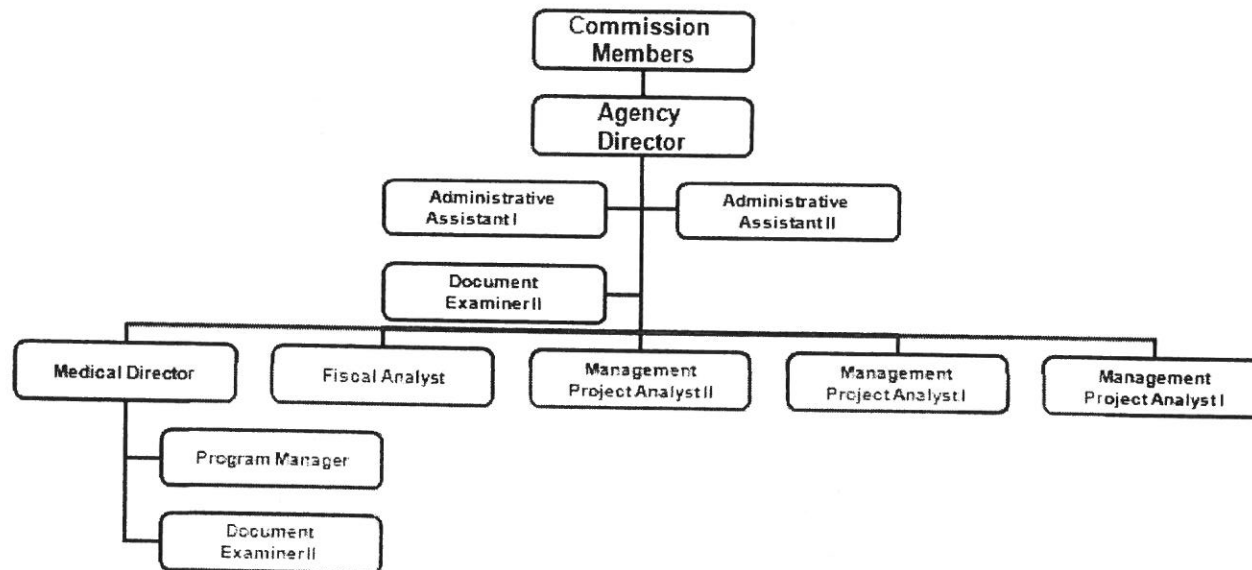 Commission
Members
Agency
Director
Administrative
Assistant I
Administrative
Assistant II
Document
Examiner II
Medical Director
Fiscal Analyst
Management
Project Analyst II
Management
Project Analyst I
Management
Project Analyst I
Program Manager
Document
Examiner II